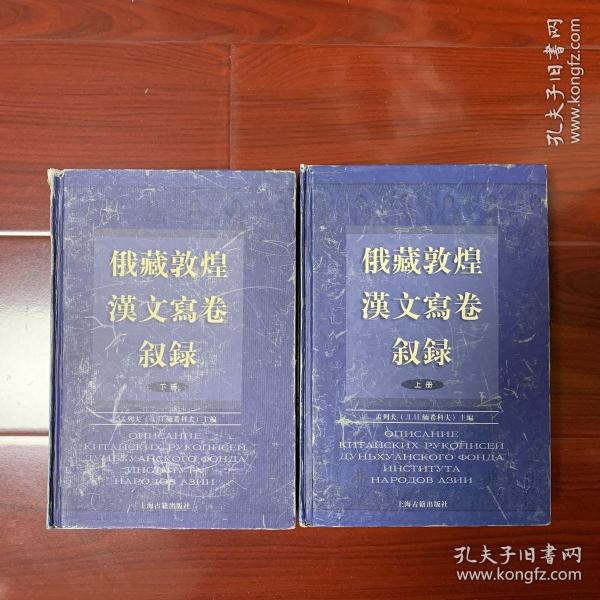 俄藏敦煌
漢文寫卷
叙録
下册
孟列夫（Л.Н.緬希科夫）主編
ОПИСАНИЕ
КИТАЙСКИХ РУКОПИСЕЙ
ДУНЬХУАНСКОГО ФОНДА
ИНСТИТУТА
НАРОДОВ АЗИИ
上海古籍出版社
俄藏敦煌
漢文寫卷
叙録
上册
孟列夫（Л.Н.緬希科夫）主編
ОПИСАНИЕ
КИТАЙСКИХ РУКОПИСЕЙ
ДУНЬХУАНСКОГО ФОНДА
ИНСТИТУТА
НАРОДОВ АЗИИ
上海古籍出版社
孔夫子旧书网
www.kongfz.com
孔夫子旧书网
www.kongfz.com